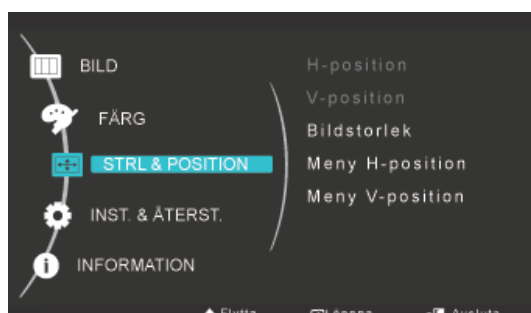 BILD
FÄRG
STRL & POSITION
INST. & ÅTERST.
INFORMATION
H-position
V-position
Bildstorlek
Meny H-position
Meny V-position